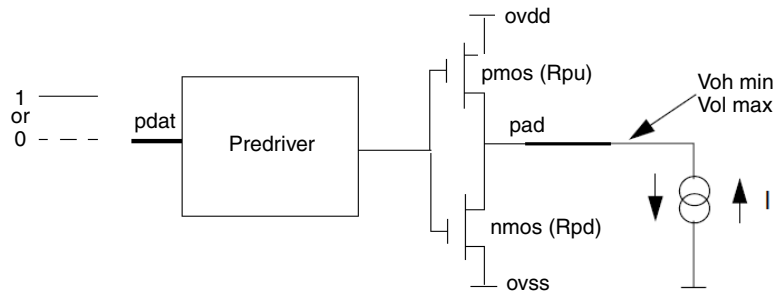 ovdd
pmos (Rpu)
1
or
0
pdat
Predriver
pad
Voh min
Vol max
I
nmos (Rpd)
ovss